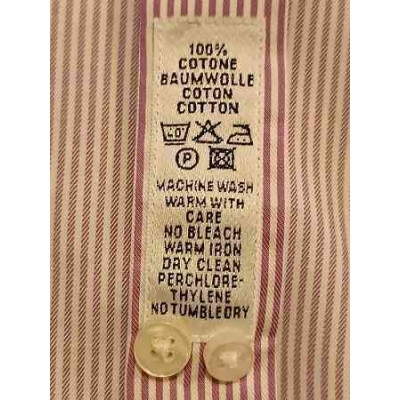 100%
COTONE
BAUMWOLLE
COTON
COTTON
40
P
MACHINE WASH
WARM WITH
CARE
NO BLEACH
WARM IRON
DRY CLEAN
PERCHLORE-
THYLENE
NO TUMBLEDRY